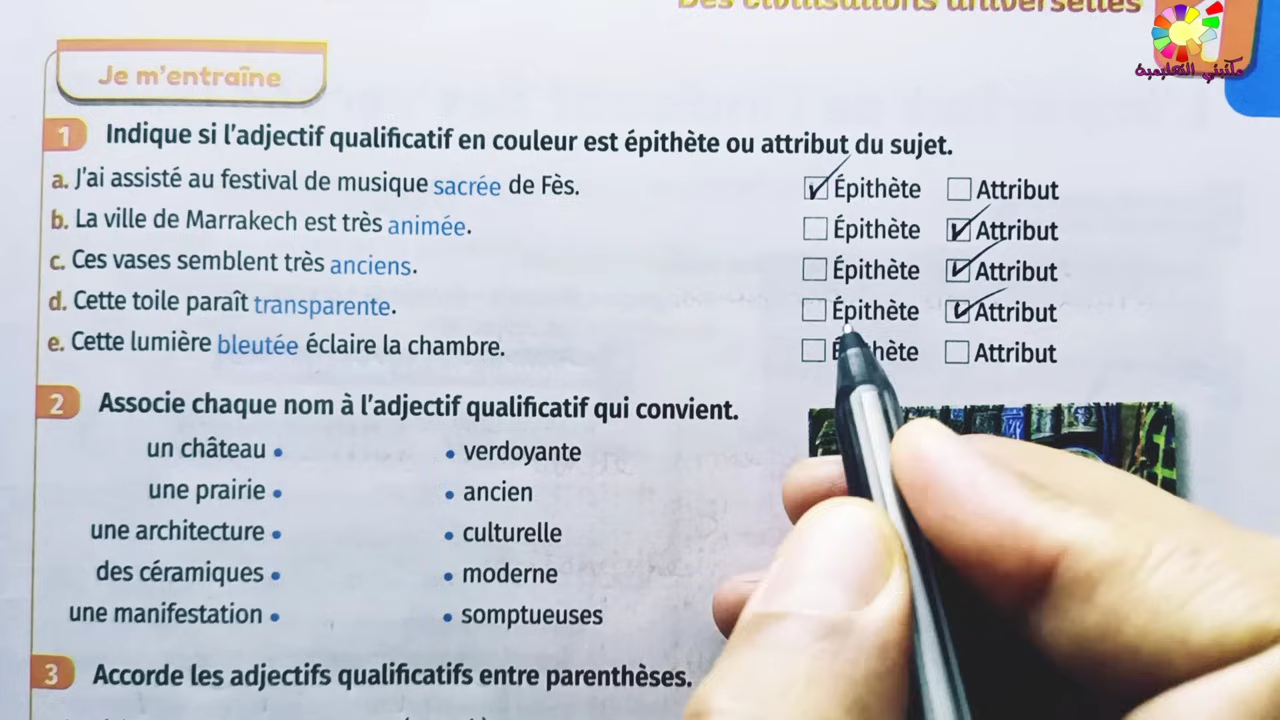 Des civilisations universelles
مكتبتي التعليمية
Je m'entraîne
1 Indique si l'adjectif qualificatif en couleur est épithète ou attribut du sujet.
a. J'ai assisté au festival de musique sacrée de Fès. Épithète Attribut
b. La ville de Marrakech est très animée. Épithète Attribut
c. Ces vases semblent très anciens. Épithète Attribut
d. Cette toile paraît transparente. Épithète Attribut
e. Cette lumière bleutée éclaire la chambre. Épithète Attribut
2 Associe chaque nom à l'adjectif qualificatif qui convient.
un château • • verdoyante
une prairie • • ancien
une architecture • • culturelle
des céramiques • • moderne
une manifestation • • somptueuses
3 Accorde les adjectifs qualificatifs entre parenthèses.